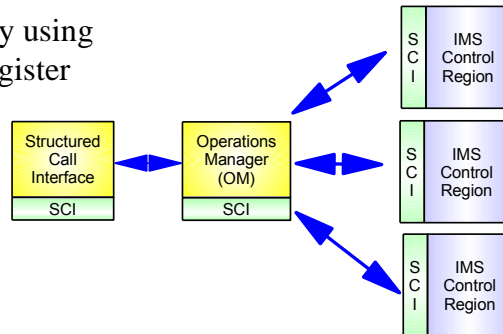 y using
gister
S
C
I
IMS
Control
Region
Structured
Call
Interface
SCI
Operations
Manager
(OM)
SCI
S
C
I
IMS
Control
Region
S
C
I
IMS
Control
Region